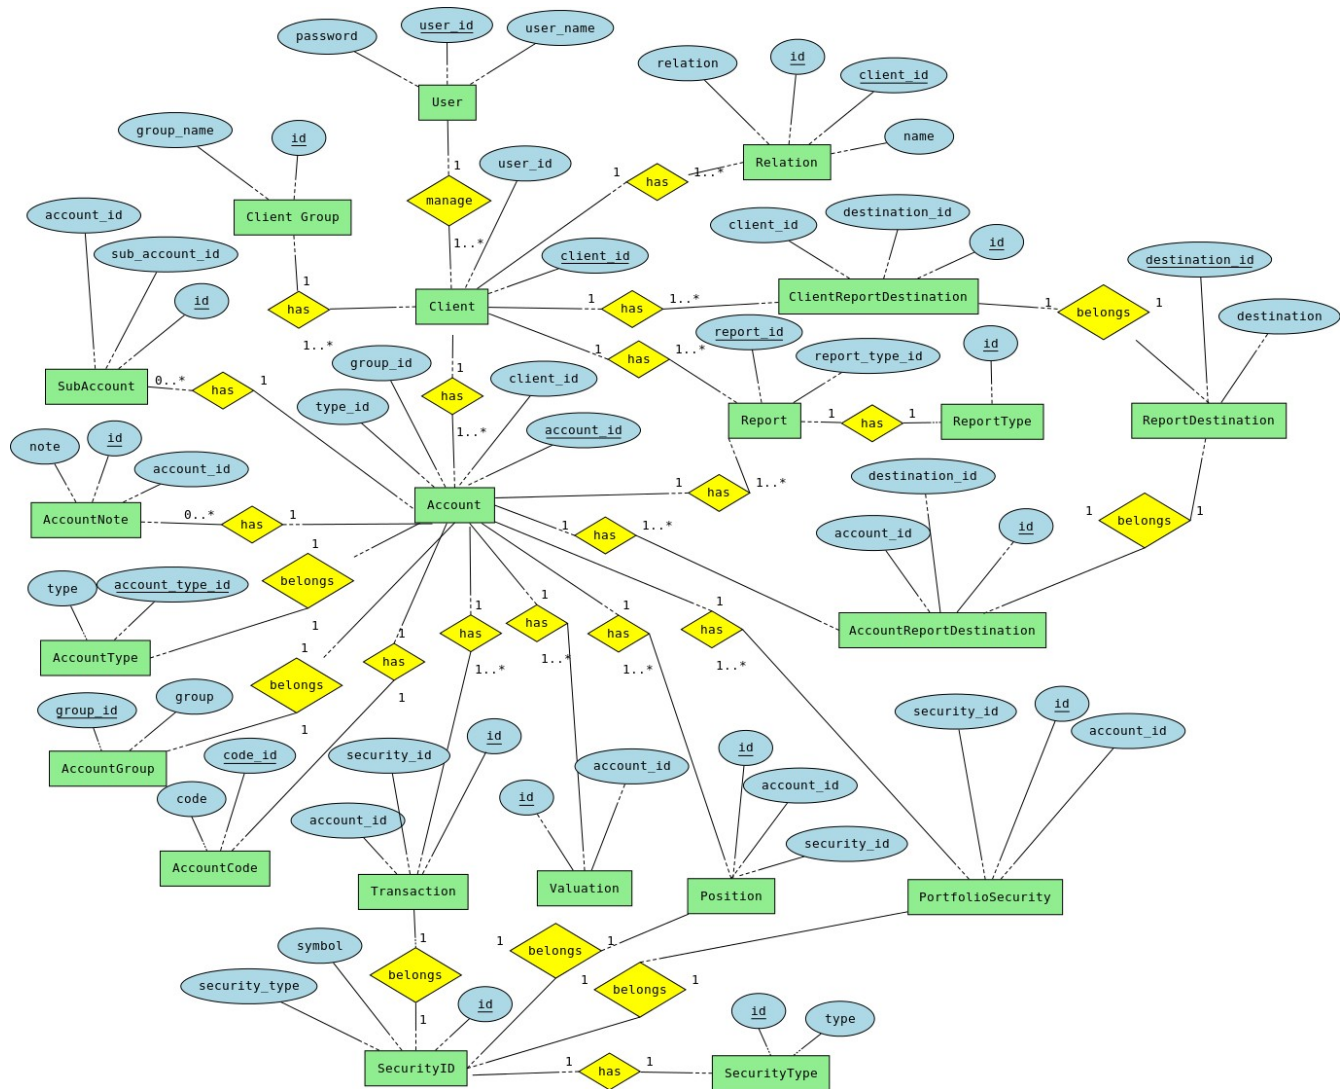 user_id
user_name
password
relation
id
client_id
User
group_name
id
name
Relation
1
user_id
1
has
1..*
manage
account_id
Client Group
client_id
destination_id
sub_account_id
1..*
id
client_id
destination_id
id
1
1
1..*
ClientReportDestination
1
1
has
Client
has
belongs
destination
report_id
id
1..*
group_id
1
has
1..*
report_type_id
SubAccount
0..*
has
1
1
client_id
has
type_id
Report
1
has
1
ReportType
ReportDestination
1..*
account_id
note
id
account_id
destination_id
1
has
1..*
Account
AccountNote
0..*
has
1
1
has
1..*
account_id
id
1
belongs
1
1
belongs
type
account_type_id
1
1
1
1
1
has
has
has
has
AccountReportDestination
1
AccountType
1
1
has
1..*
1..*
1..*
1..*
belongs
group_id
group
1
security_id
id
account_id
1
code_id
security_id
id
id
AccountGroup
account_id
code
id
account_id
account_id
security_id
AccountCode
Transaction
Valuation
Position
PortfolioSecurity
symbol
1
1
belongs
1
security_type
belongs
1
belongs
1
id
1
id
type
SecurityID
1
has
1
SecurityType